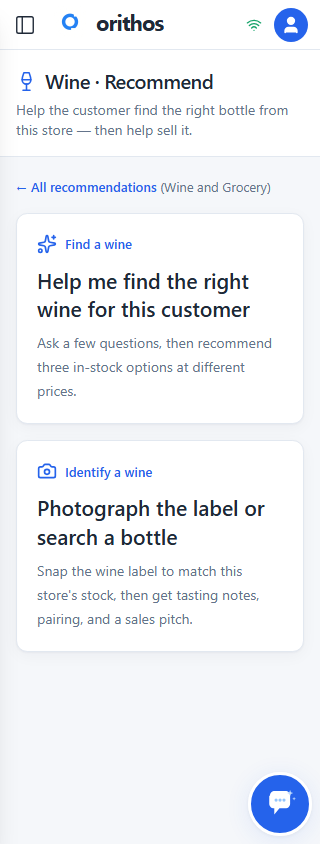 orithos
Wine · Recommend
Help the customer find the right bottle from
this store — then help sell it.
← All recommendations (Wine and Grocery)
Find a wine
Help me find the right
wine for this customer
Ask a few questions, then recommend
three in-stock options at different
prices.
Identify a wine
Photograph the label or
search a bottle
Snap the wine label to match this
store's stock, then get tasting notes,
pairing, and a sales pitch.